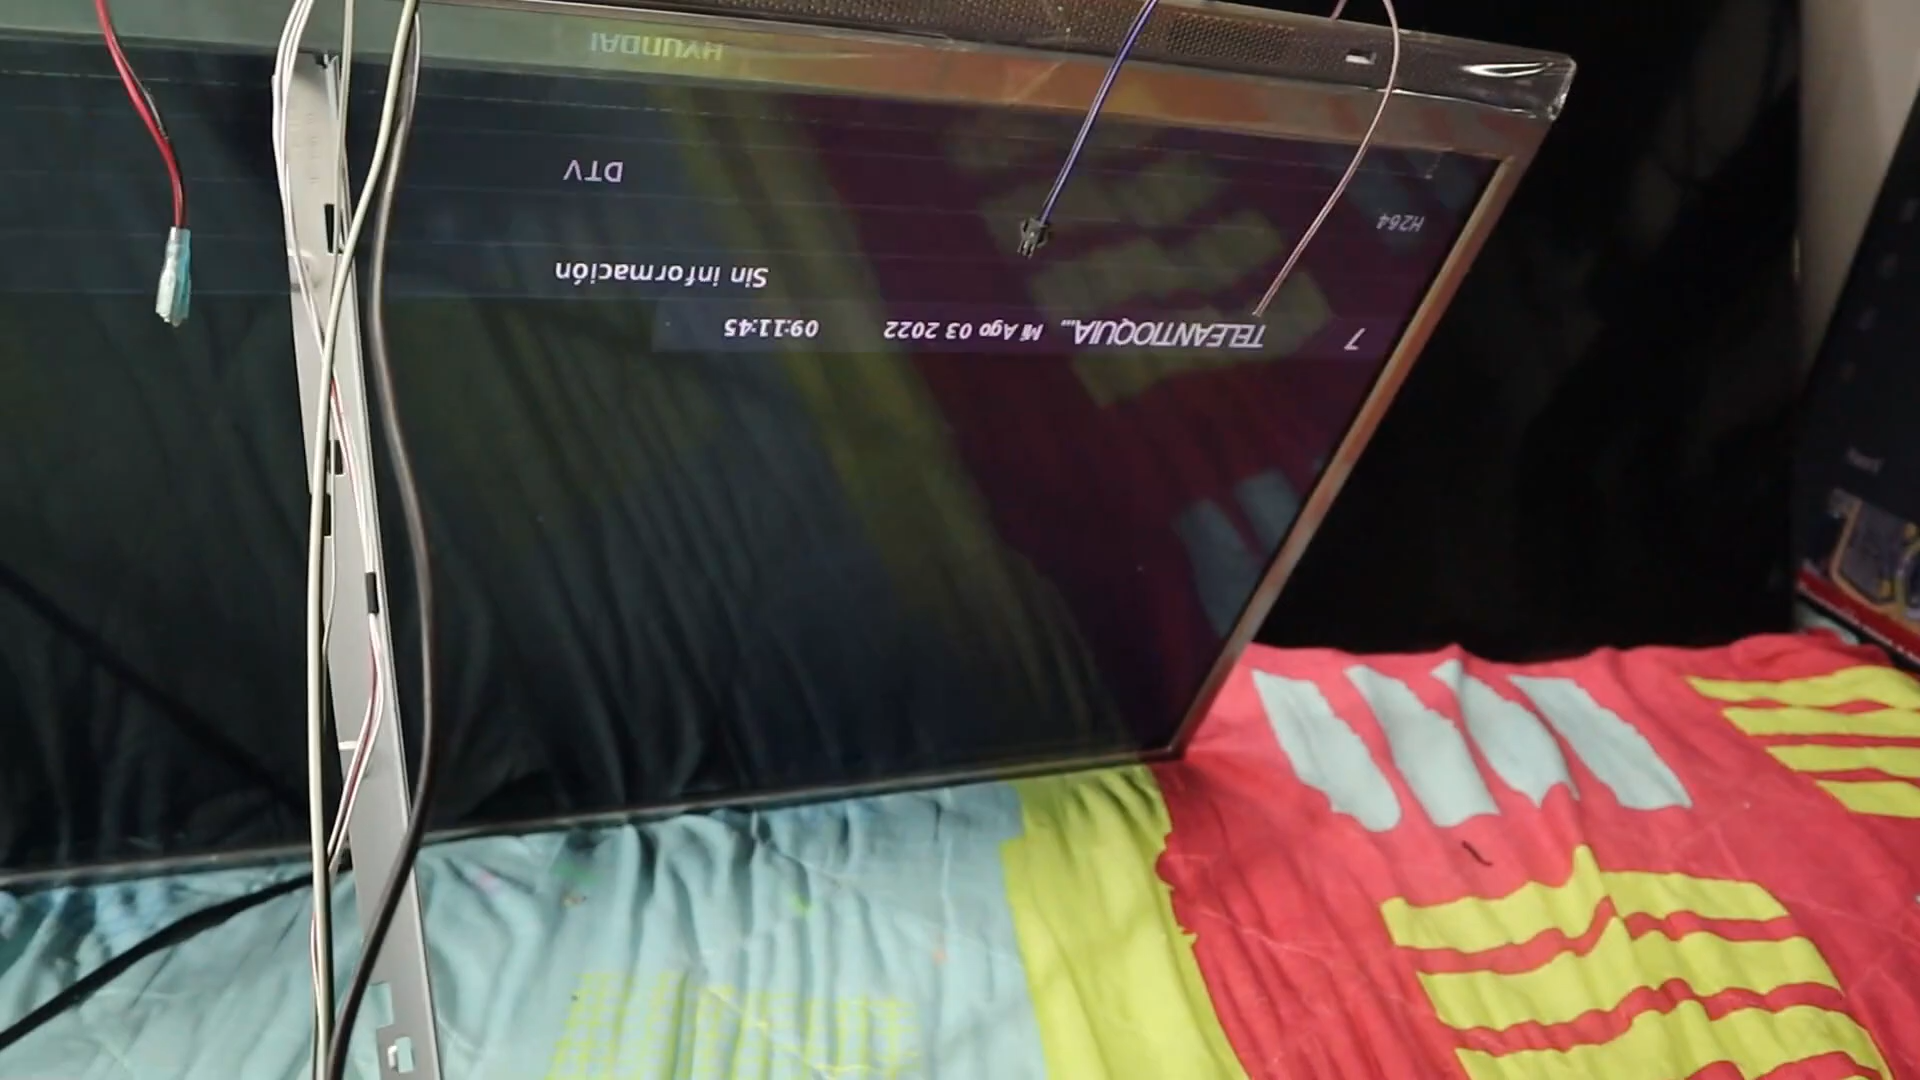 7 TELEANTIOQUIA... Mi Ago 03 2022 09:11:45
Sin información
H264
DTV
HYUNDAI